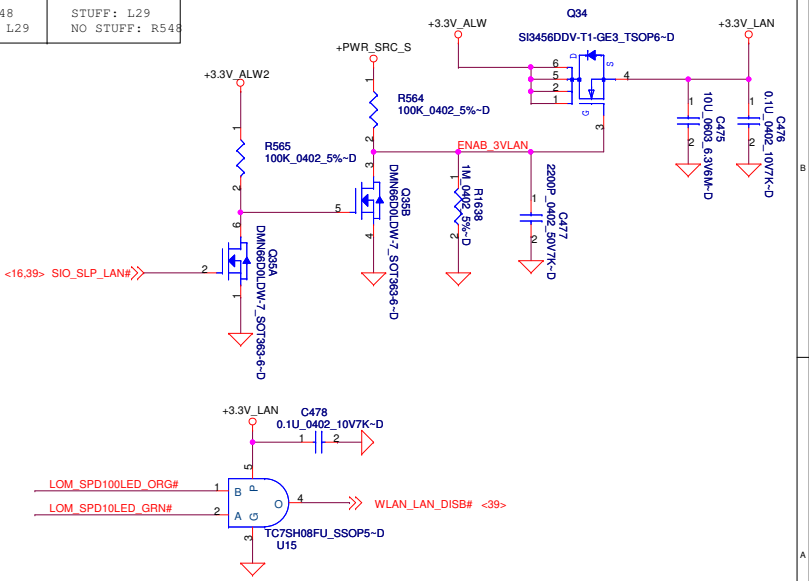 48
L29
STUFF: L29
NO STUFF: R548
Q34
SI3456DDV-T1-GE3_TSOP6~D
+3.3V_ALW
+3.3V_LAN
+PWR_SRC_S
+3.3V_ALW2
D
S
G
6
5
2
1
4
3
R564
100K_0402_5%~D
1
2
R565
100K_0402_5%~D
1
2
ENAB_3VLAN
1
2
C475
10U_0603_6.3V6M~D
1
2
C476
0.1U_0402_10V7K~D
B
3
5
4
Q35B
DMN66D0LDW-7_SOT363-6~D
1
2
R1638
1M_0402_5%~D
1
2
C477
2200P_0402_50V7K~D
6
2
1
Q35A
DMN66D0LDW-7_SOT363-6~D
<16,39> SIO_SLP_LAN#
+3.3V_LAN
C478
0.1U_0402_10V7K~D
1
2
5
LOM_SPD100LED_ORG#
1
B
P
LOM_SPD10LED_GRN#
2
A
G
O
4
3
WLAN_LAN_DISB# <39>
TC7SH08FU_SSOP5~D
U15
A